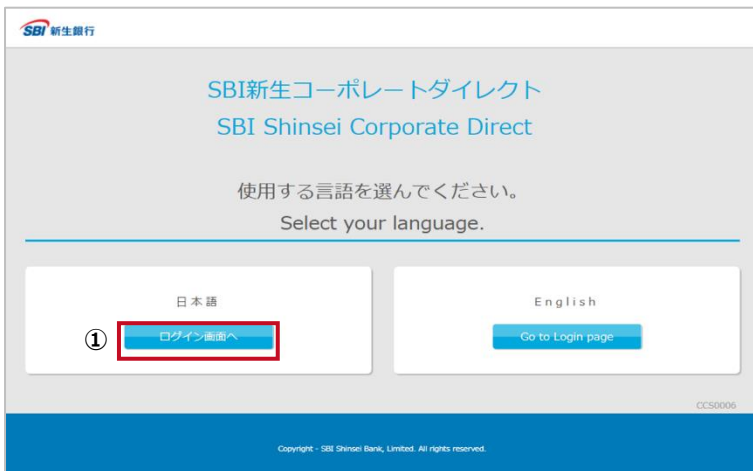 SBI 新生銀行
SBI新生コーポレートダイレクト
SBI Shinsei Corporate Direct
使用する言語を選んでください。
Select your language.
日本語
① ログイン画面へ
English
Go to Login page
CCS0006
Copyright - SBI Shinsei Bank, Limited. All rights reserved.